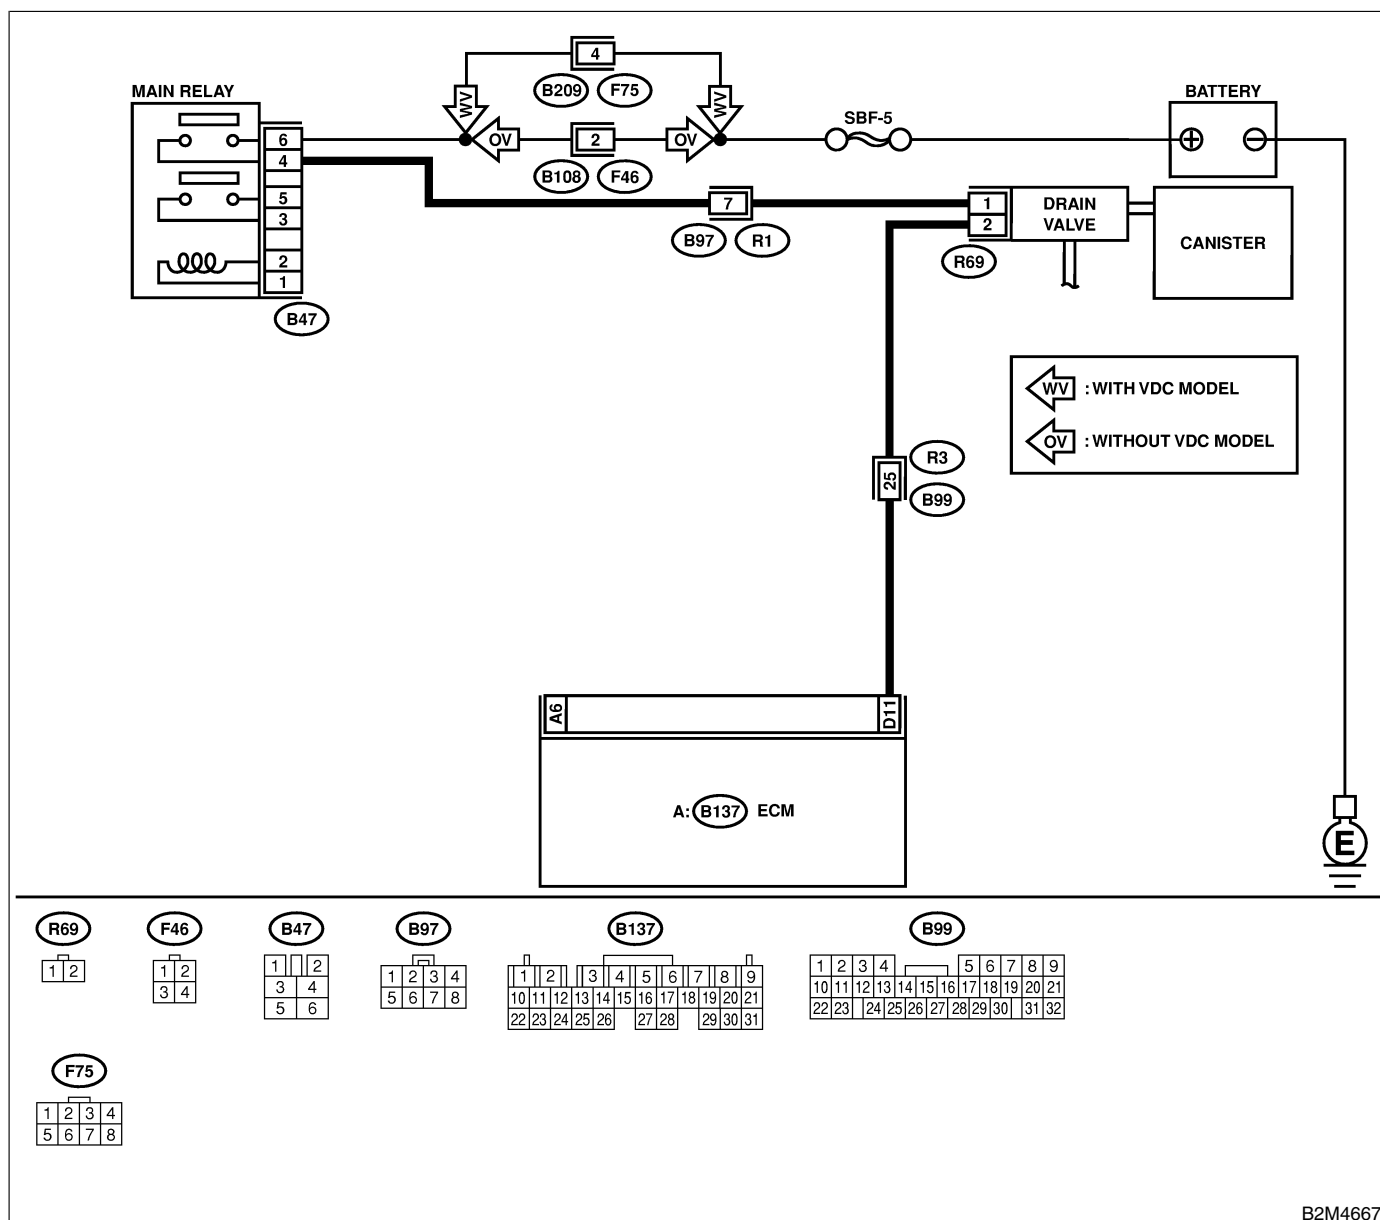 4
B209 F75
WV WV
MAIN RELAY
BATTERY
SBF-5
6
OV 2 OV
4
B108 F46
5
3
7
1 DRAIN
2 VALVE
CANISTER
B97 R1
R69
2
1
B47
WV : WITH VDC MODEL
OV : WITHOUT VDC MODEL
R3
25
B99
A6 D11
A: B137 ECM
E
R69 F46 B47 B97 B137 B99
1 2
1 2
3 4
1 2
3 4
5 6
1 2 3 4
5 6 7 8
1 2 3 4 5 6 7 8 9
10 11 12 13 14 15 16 17 18 19 20 21
22 23 24 25 26 27 28 29 30 31
1 2 3 4 5 6 7 8 9
10 11 12 13 14 15 16 17 18 19 20 21
22 23 24 25 26 27 28 29 30 31 32
F75
1 2 3 4
5 6 7 8
B2M4667